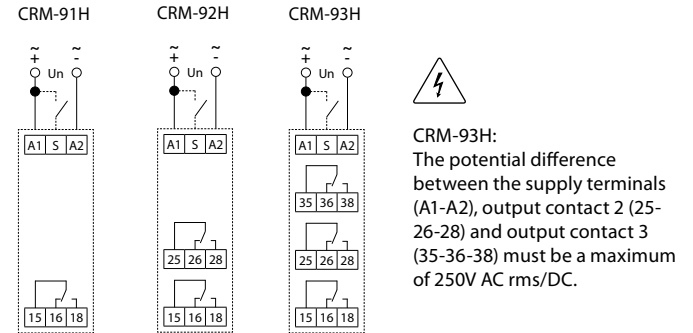 CRM-91H CRM-92H CRM-93H
~ ~ ~ ~ ~ ~
+ Un - + Un - + Un -
A1 S A2 A1 S A2 A1 S A2
35 36 38
25 26 28 25 26 28
15 16 18 15 16 18 15 16 18
CRM-93H:
The potential difference
between the supply terminals
(A1-A2), output contact 2 (25-
26-28) and output contact 3
(35-36-38) must be a maximum
of 250V AC rms/DC.